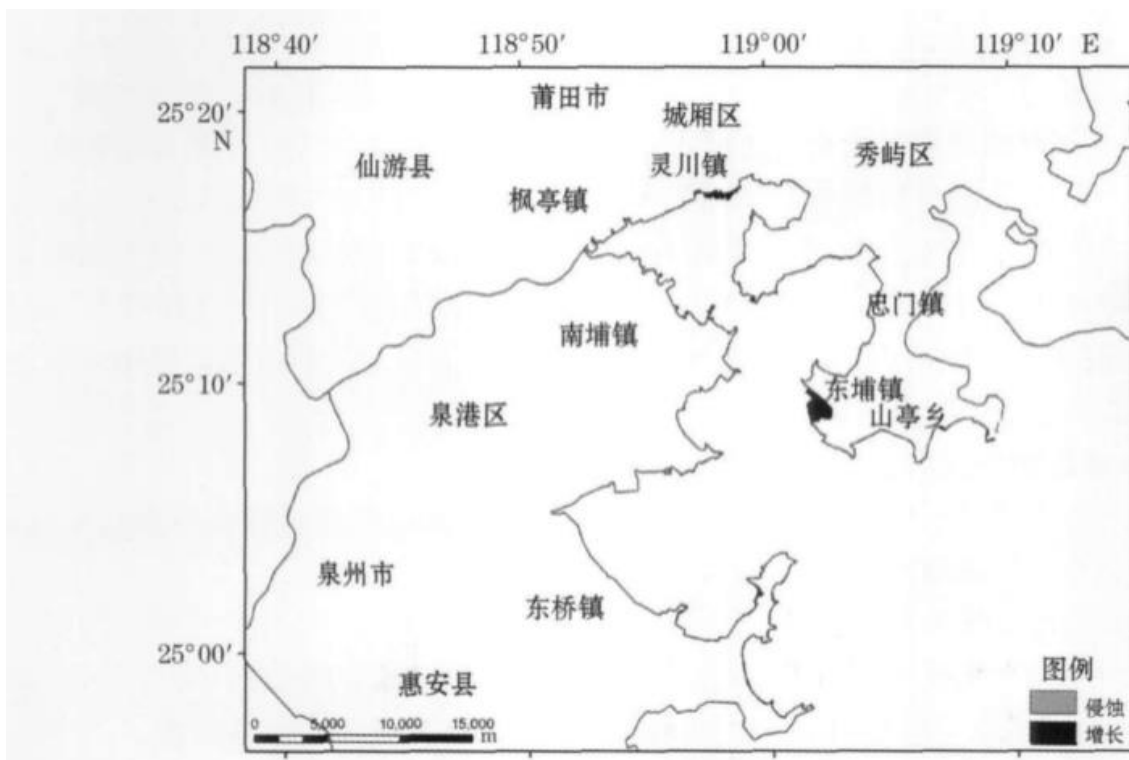 118°40′ 118°50′ 119°00′ 119°10′ E
25°20′
N
莆田市
城厢区
秀屿区
仙游县
灵川镇
枫亭镇
忠门镇
南埔镇
25°10′
东埔镇
泉港区
山亭乡
泉州市
东桥镇
25°00′
惠安县
图例
侵蚀
增长
0 5,000 10,000 15,000
m